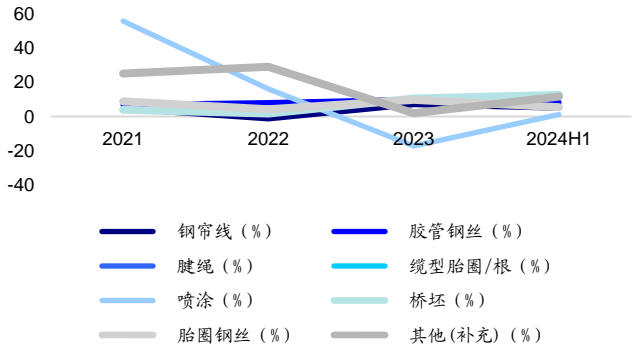 60
40
20
0
-20
-40
2021 2022 2023 2024H1
钢帘线（%） 胶管钢丝（%）
腱绳（%） 缆型胎圈/根（%）
喷涂（%） 桥坯（%）
胎圈钢丝（%） 其他(补充)（%）